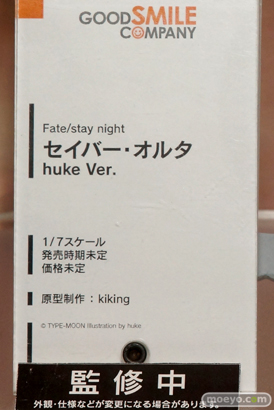 GOODSMILE
COMPANY
Fate/stay night
セイバー・オルタ
huke Ver.
1/7スケール
発売時期未定
価格未定
原型制作：kiking
© TYPE-MOON Illustration by huke
監修中
外観・仕様などが変更になる場合があります。
moeyo.com